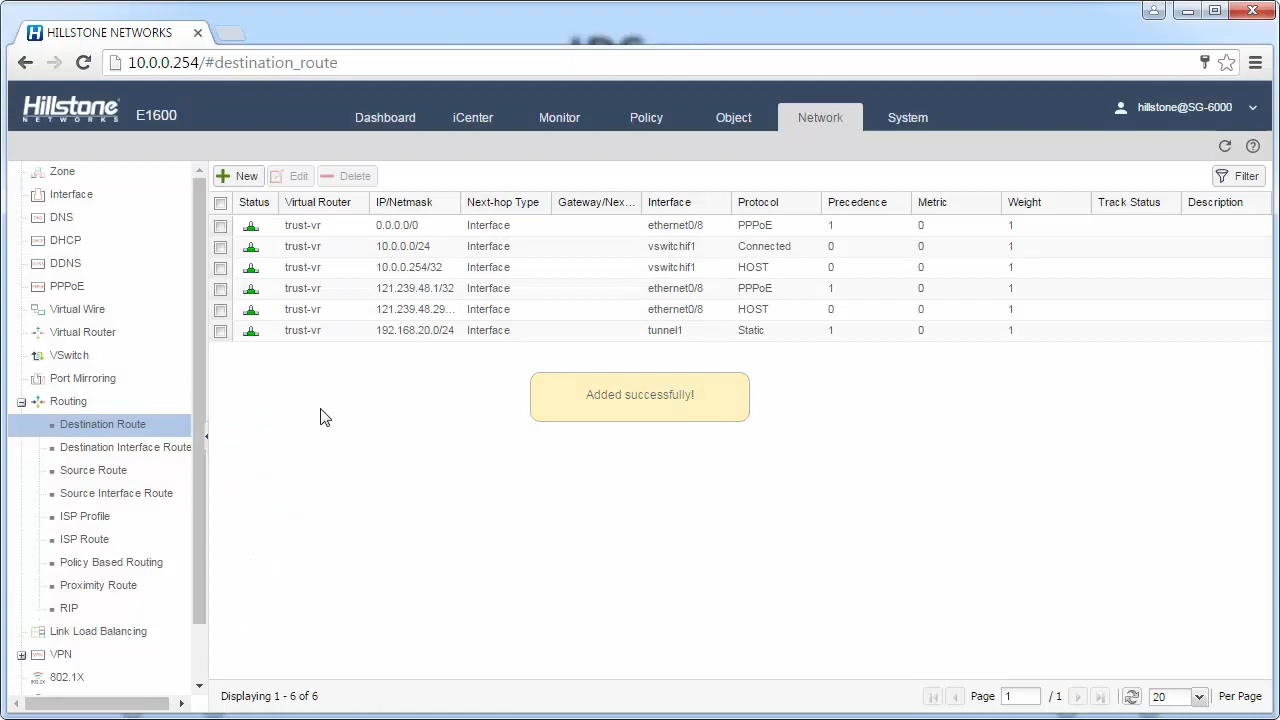 HILLSTONE NETWORKS
10.0.0.254/#destination_route
Hillstone
NETWORKS
E1600
Dashboard iCenter Monitor Policy Object Network System
hillstone@SG-6000
Zone
Interface
DNS
DHCP
DDNS
PPPoE
Virtual Wire
Virtual Router
VSwitch
Port Mirroring
Routing
Destination Route
Destination Interface Route
Source Route
Source Interface Route
ISP Profile
ISP Route
Policy Based Routing
Proximity Route
RIP
Link Load Balancing
VPN
802.1X
New Edit Delete Filter
Status Virtual Router IP/Netmask Next-hop Type Gateway/Nex... Interface Protocol Precedence Metric Weight Track Status Description
trust-vr 0.0.0.0/0 Interface ethernet0/8 PPPoE 1 0 1
trust-vr 10.0.0.0/24 Interface vswitchif1 Connected 0 0 1
trust-vr 10.0.0.254/32 Interface vswitchif1 HOST 0 0 1
trust-vr 121.239.48.1/32 Interface ethernet0/8 PPPoE 1 0 1
trust-vr 121.239.48.29... Interface ethernet0/8 HOST 0 0 1
trust-vr 192.168.20.0/24 Interface tunnel1 Static 1 0 1
Added successfully!
Displaying 1 - 6 of 6
Page 1 / 1 20 Per Page